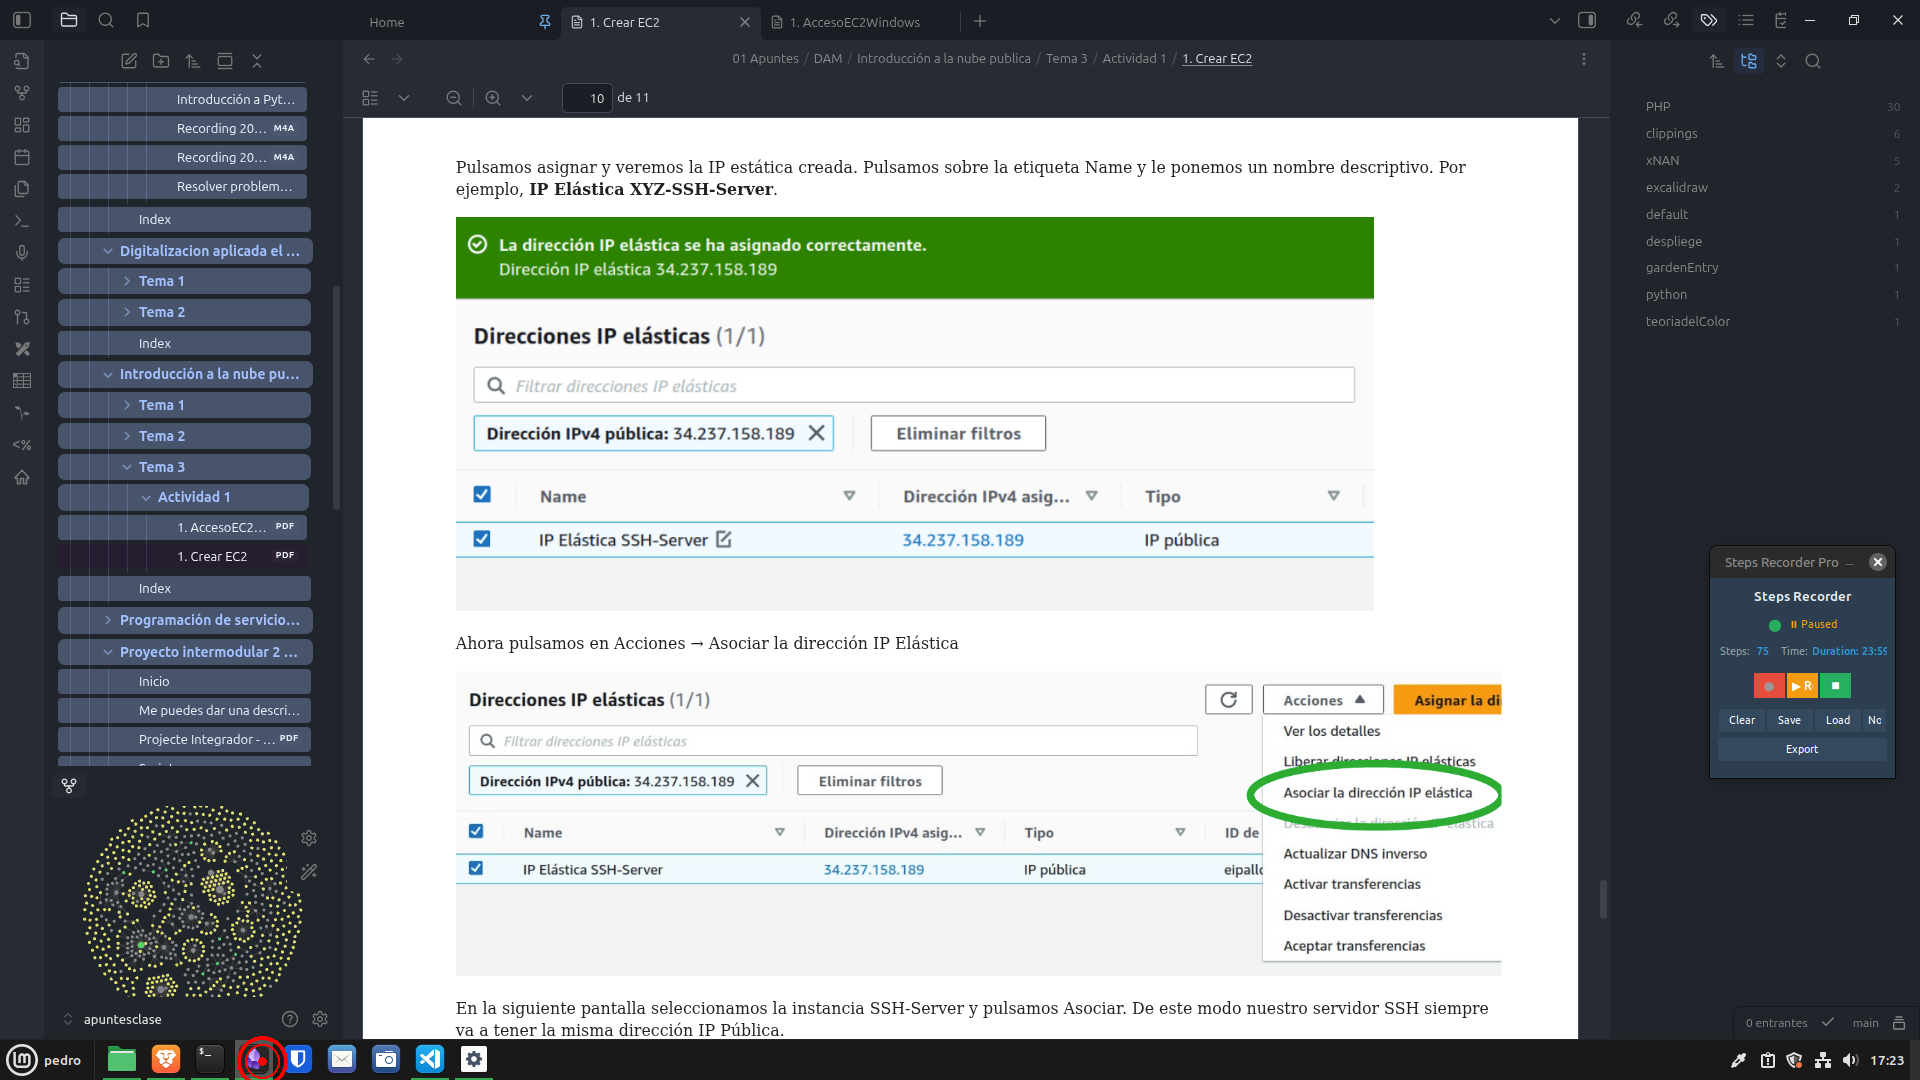 Home
1. Crear EC2
1. AccesoEC2Windows
01 Apuntes / DAM / Introducción a la nube publica / Tema 3 / Actividad 1 / 1. Crear EC2
10 de 11
Introducción a Pyt...
Recording 20... M4A
Recording 20... M4A
Resolver problem...
Index
Digitalizacion aplicada el ...
Tema 1
Tema 2
Index
Introducción a la nube pu...
Tema 1
Tema 2
Tema 3
Actividad 1
1. AccesoEC2... PDF
1. Crear EC2 PDF
Index
Programación de servicio...
Proyecto intermodular 2 ...
Inicio
Me puedes dar una descri...
Projecte Integrador - ... PDF
apuntesclase
Pulsamos asignar y veremos la IP estática creada. Pulsamos sobre la etiqueta Name y le ponemos un nombre descriptivo. Por
ejemplo, IP Elástica XYZ-SSH-Server.
La dirección IP elástica se ha asignado correctamente.
Dirección IP elástica 34.237.158.189
Direcciones IP elásticas (1/1)
Filtrar direcciones IP elásticas
Dirección IPv4 pública: 34.237.158.189
Eliminar filtros
Name Dirección IPv4 asig... Tipo
IP Elástica SSH-Server 34.237.158.189 IP pública
Ahora pulsamos en Acciones → Asociar la dirección IP Elástica
Direcciones IP elásticas (1/1)
Acciones
Asignar la di
Filtrar direcciones IP elásticas
Dirección IPv4 pública: 34.237.158.189
Eliminar filtros
Name Dirección IPv4 asig... Tipo ID de
IP Elástica SSH-Server 34.237.158.189 IP pública eipallo
Ver los detalles
Liberar direcciones IP elásticas
Asociar la dirección IP elástica
Desasociar la dirección IP elástica
Actualizar DNS inverso
Activar transferencias
Desactivar transferencias
Aceptar transferencias
En la siguiente pantalla seleccionamos la instancia SSH-Server y pulsamos Asociar. De este modo nuestro servidor SSH siempre
va a tener la misma dirección IP Pública.
PHP 30
clippings 6
xNAN 5
excalidraw 2
default 1
despliege 1
gardenEntry 1
python 1
teoriadelColor 1
Steps Recorder Pro
Steps Recorder
Paused
Steps: 75 Time: Duration: 23:59
R
Clear Save Load No
Export
0 entrantes main
pedro
17:23